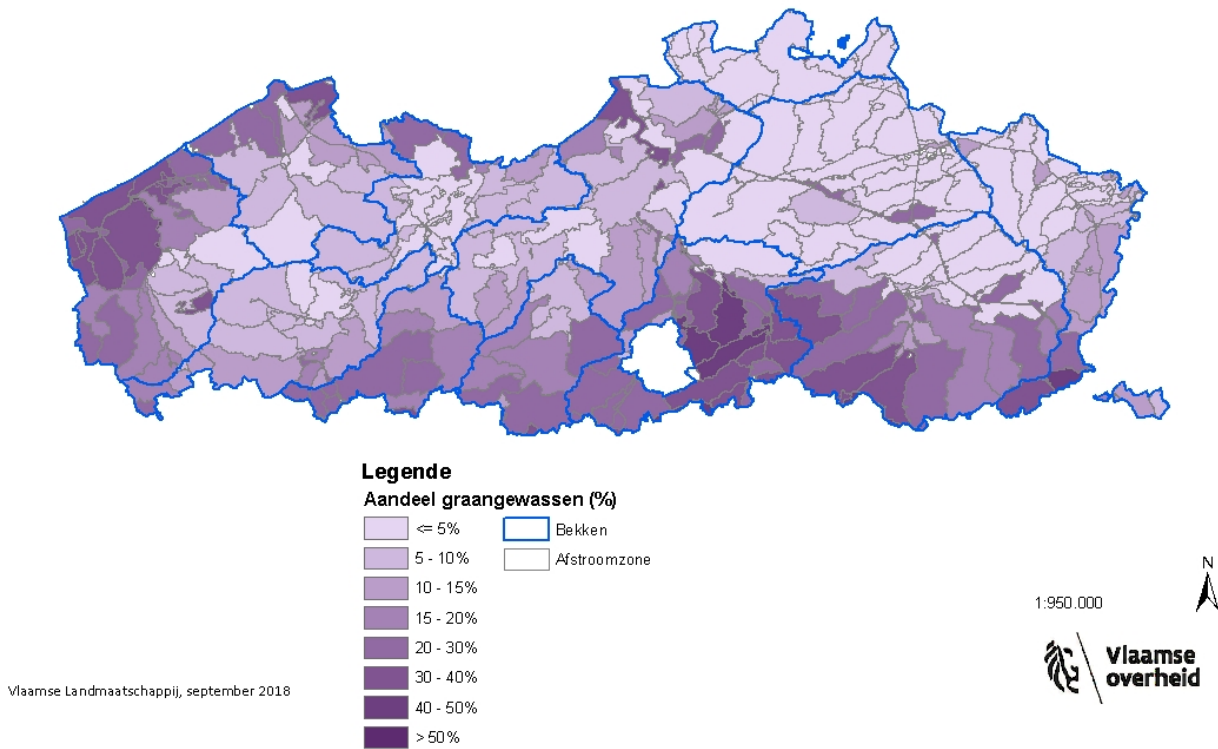 Legende
Aandeel graangewassen (%)
<= 5%
5 - 10%
10 - 15%
15 - 20%
20 - 30%
30 - 40%
40 - 50%
> 50%
Bekken
Afstroomzone
N
1:950.000
Vlaamse
overheid
Vlaamse Landmaatschappij, september 2018